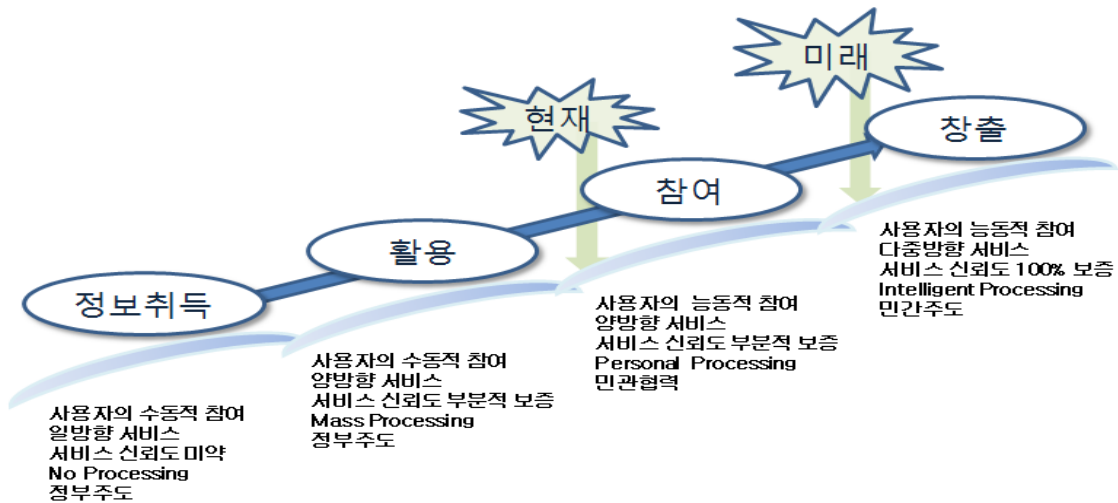 미래
현재
창출
참여
활용
정보취득
사용자의 능동적 참여
다중방향 서비스
서비스 신뢰도 100% 보증
Intelligent Processing
민간주도
사용자의 능동적 참여
양방향 서비스
서비스 신뢰도 부분적 보증
Personal Processing
민관협력
사용자의 수동적 참여
양방향 서비스
서비스 신뢰도 부분적 보증
Mass Processing
정부주도
사용자의 수동적 참여
일방향 서비스
서비스 신뢰도 미약
No Processing
정부주도